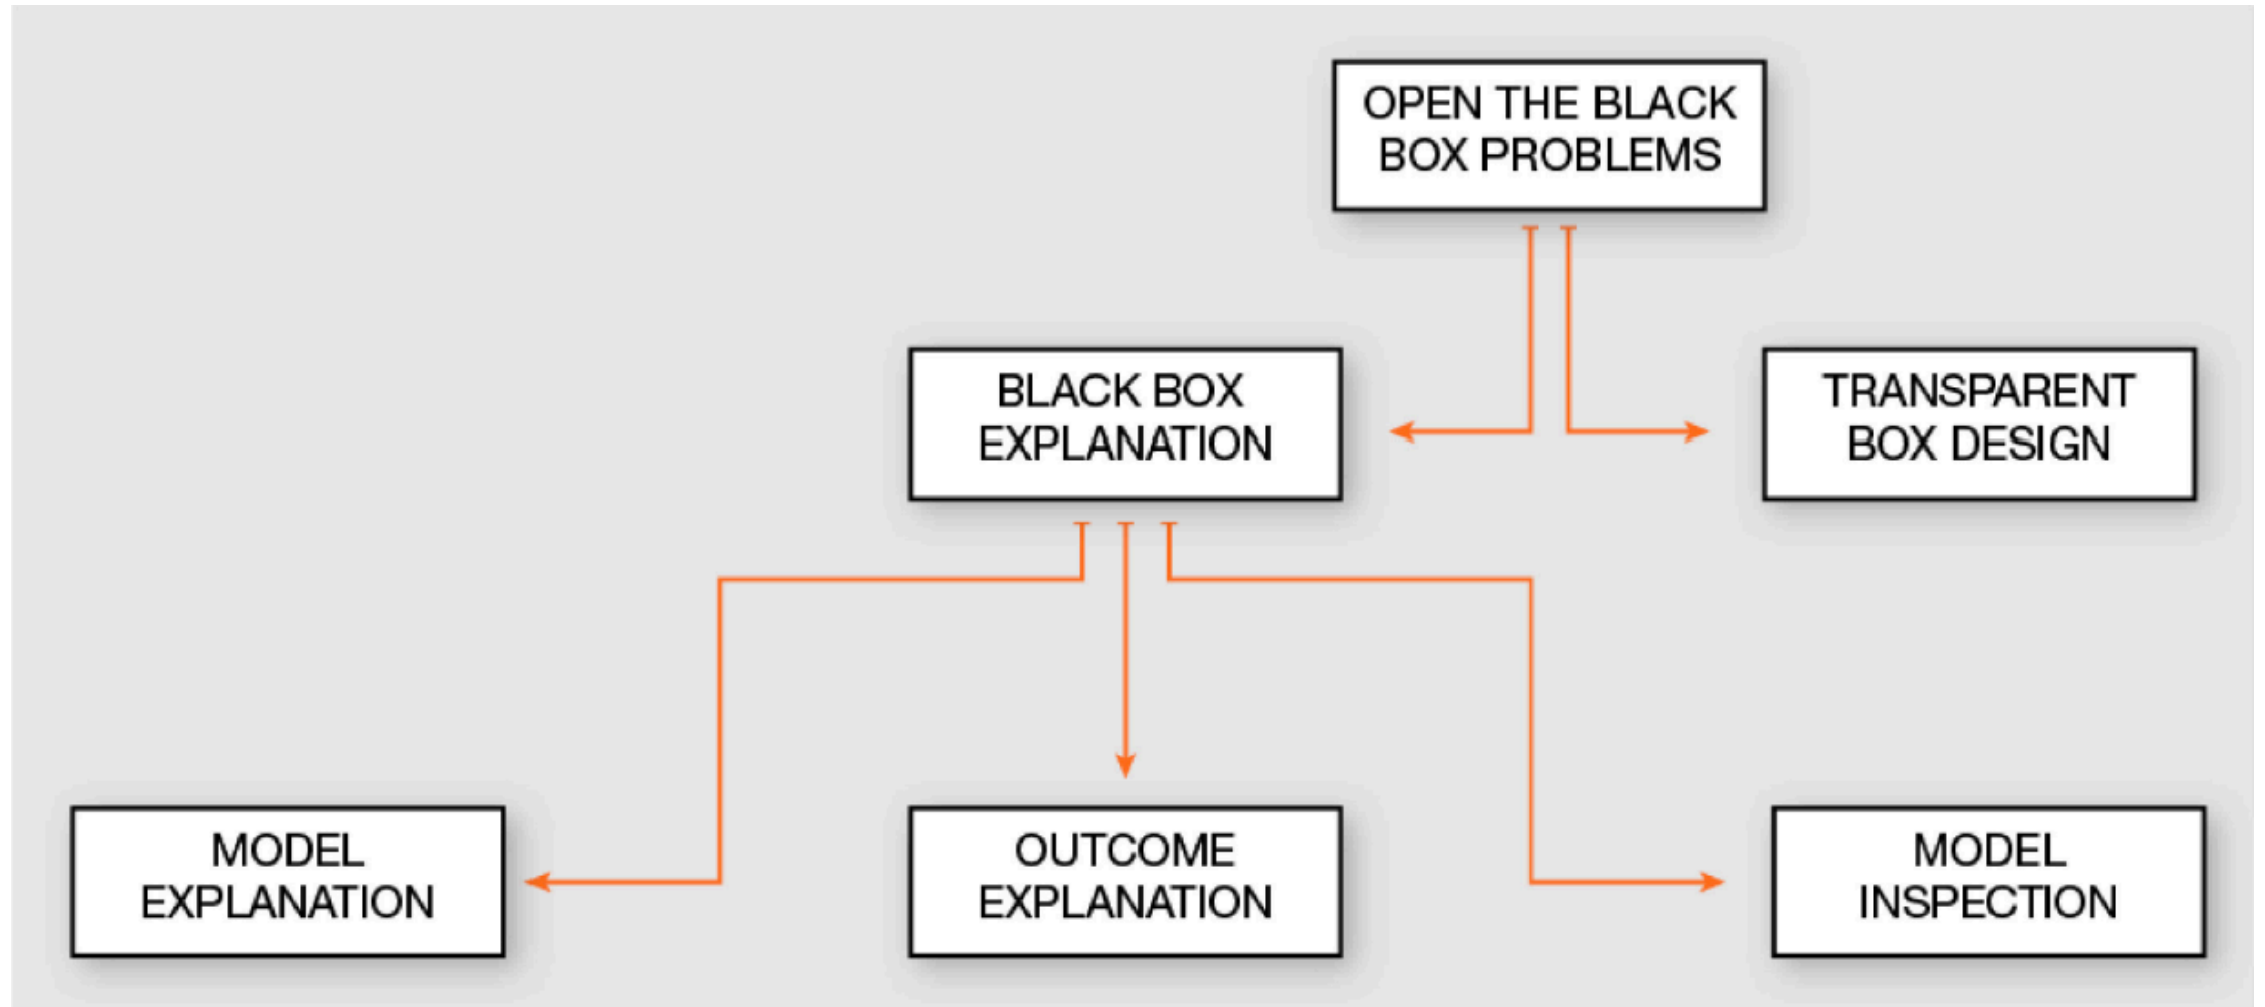 OPEN THE BLACK
BOX PROBLEMS
BLACK BOX
EXPLANATION
TRANSPARENT
BOX DESIGN
MODEL
EXPLANATION
OUTCOME
EXPLANATION
MODEL
INSPECTION